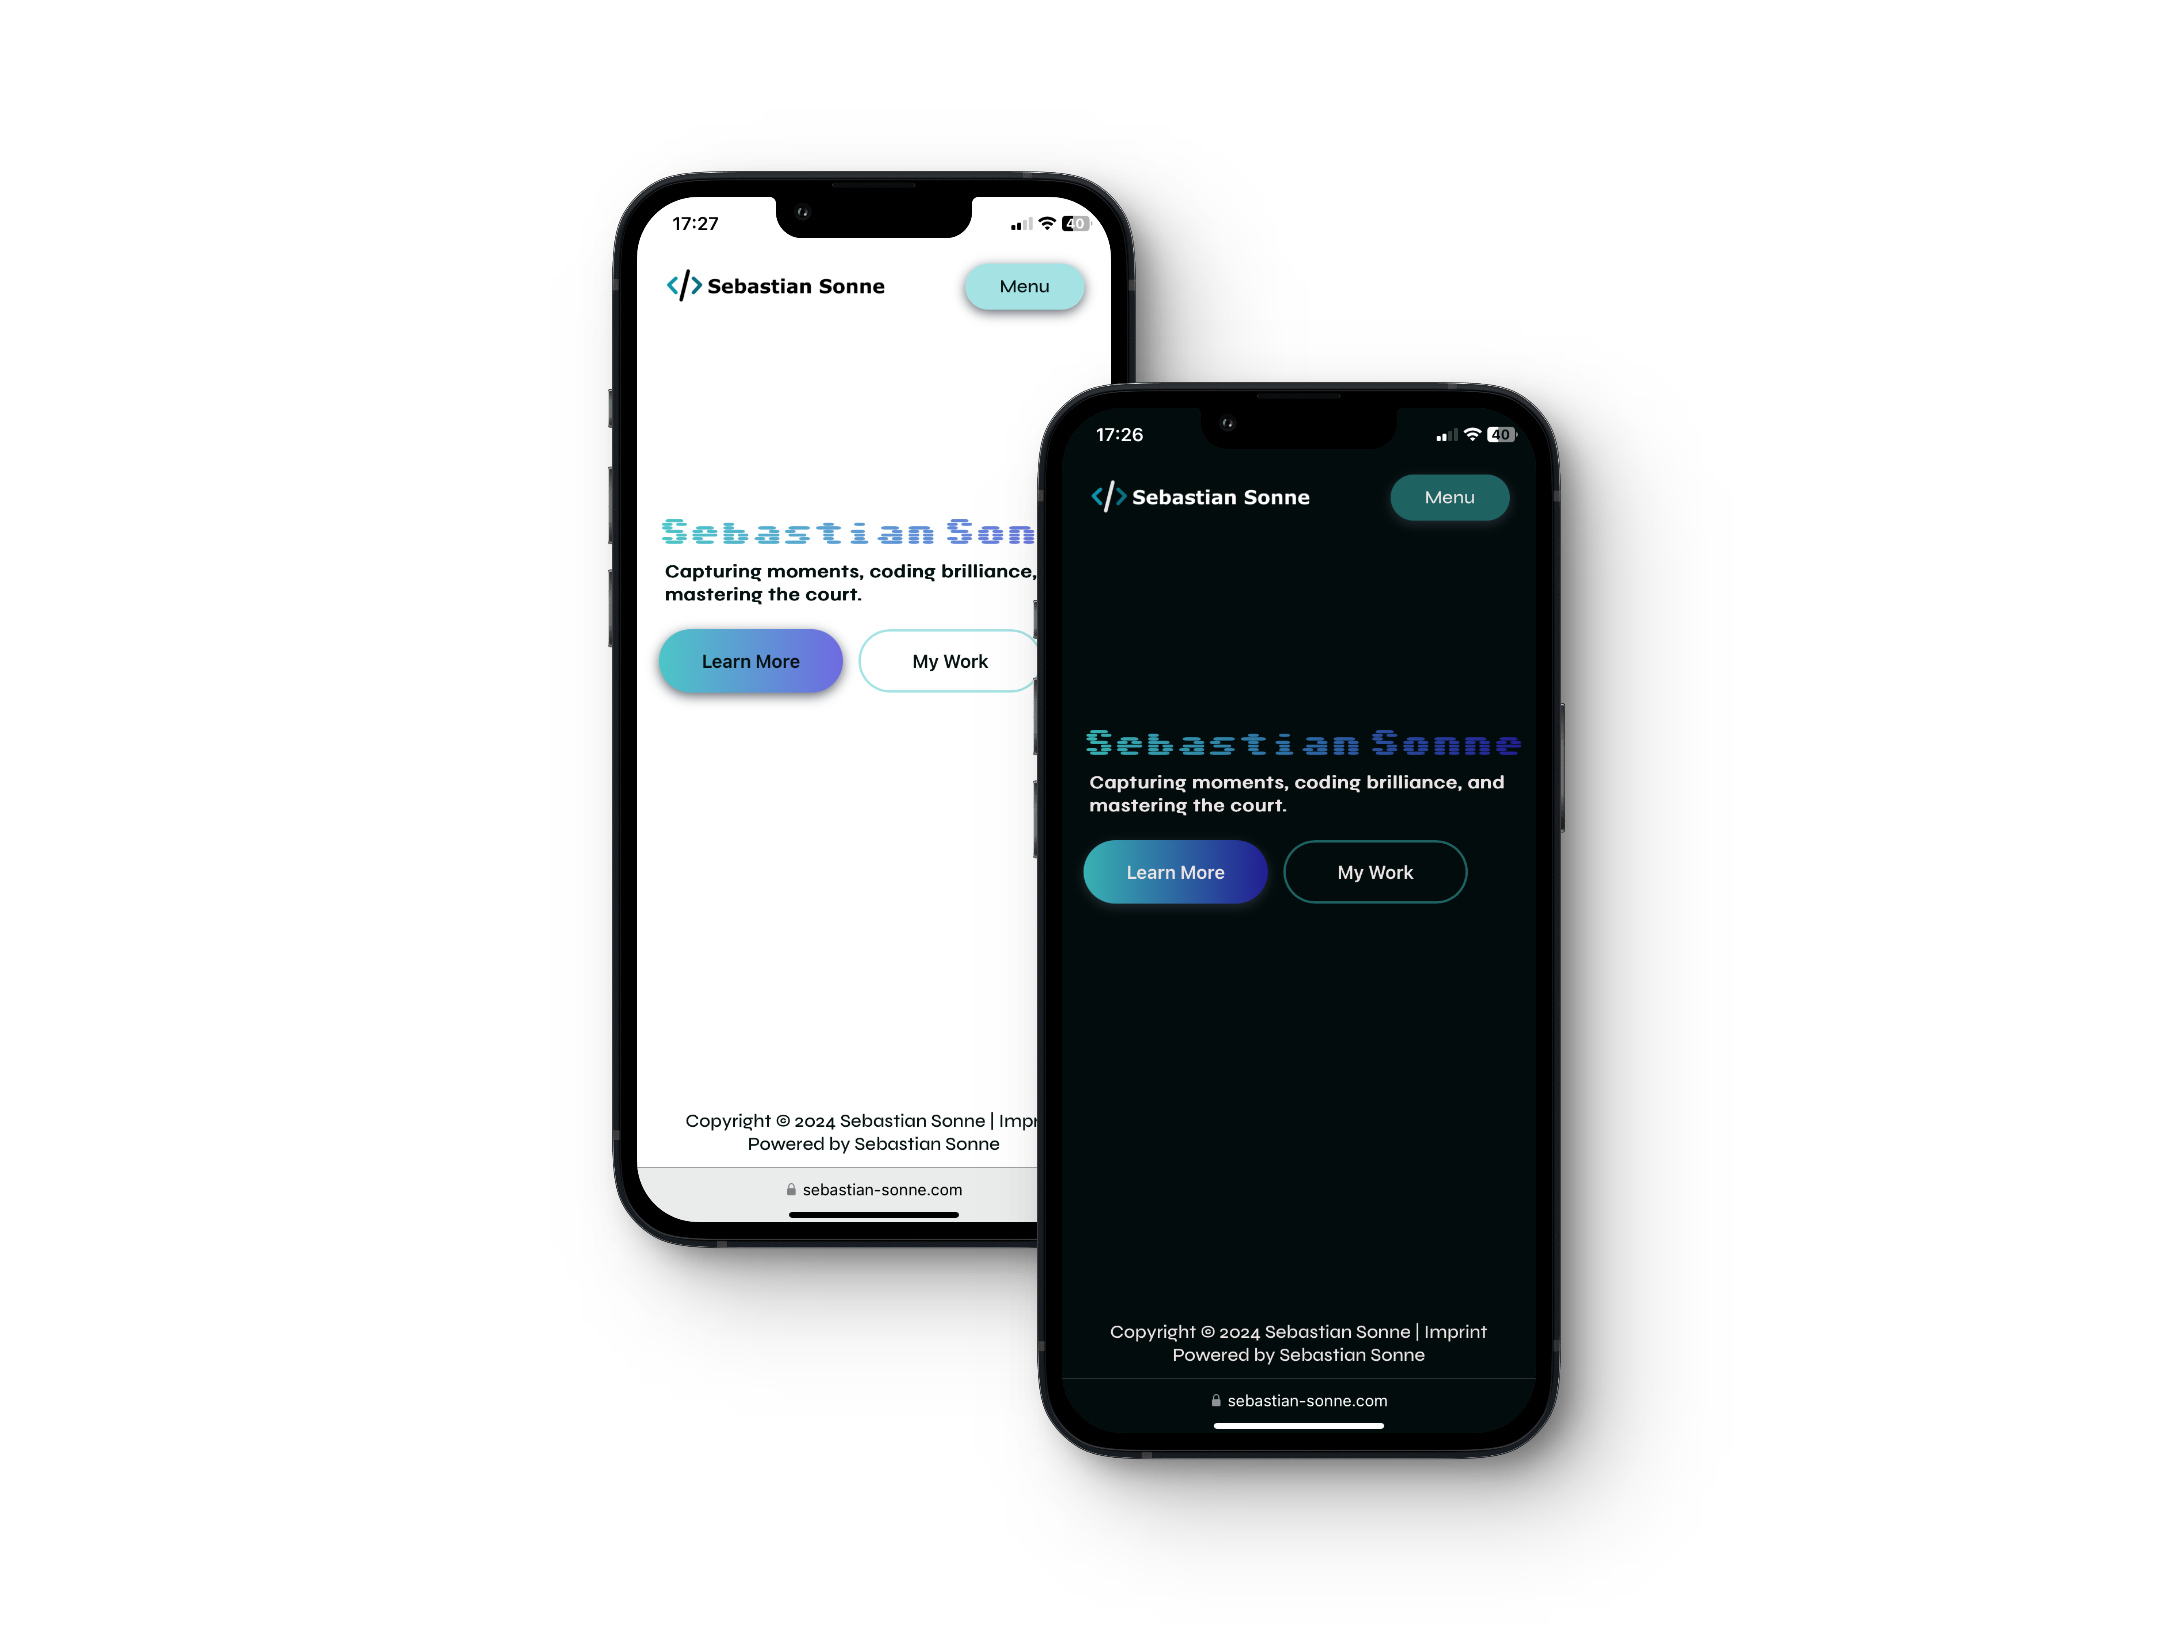 17:27
40
</> Sebastian Sonne
Menu
Sebastian Son
Capturing moments, coding brilliance,
mastering the court.
Learn More
My Work
Copyright © 2024 Sebastian Sonne | Impr
Powered by Sebastian Sonne
sebastian-sonne.com
17:26
40
</> Sebastian Sonne
Menu
Sebastian Sonne
Capturing moments, coding brilliance, and
mastering the court.
Learn More
My Work
Copyright © 2024 Sebastian Sonne | Imprint
Powered by Sebastian Sonne
sebastian-sonne.com